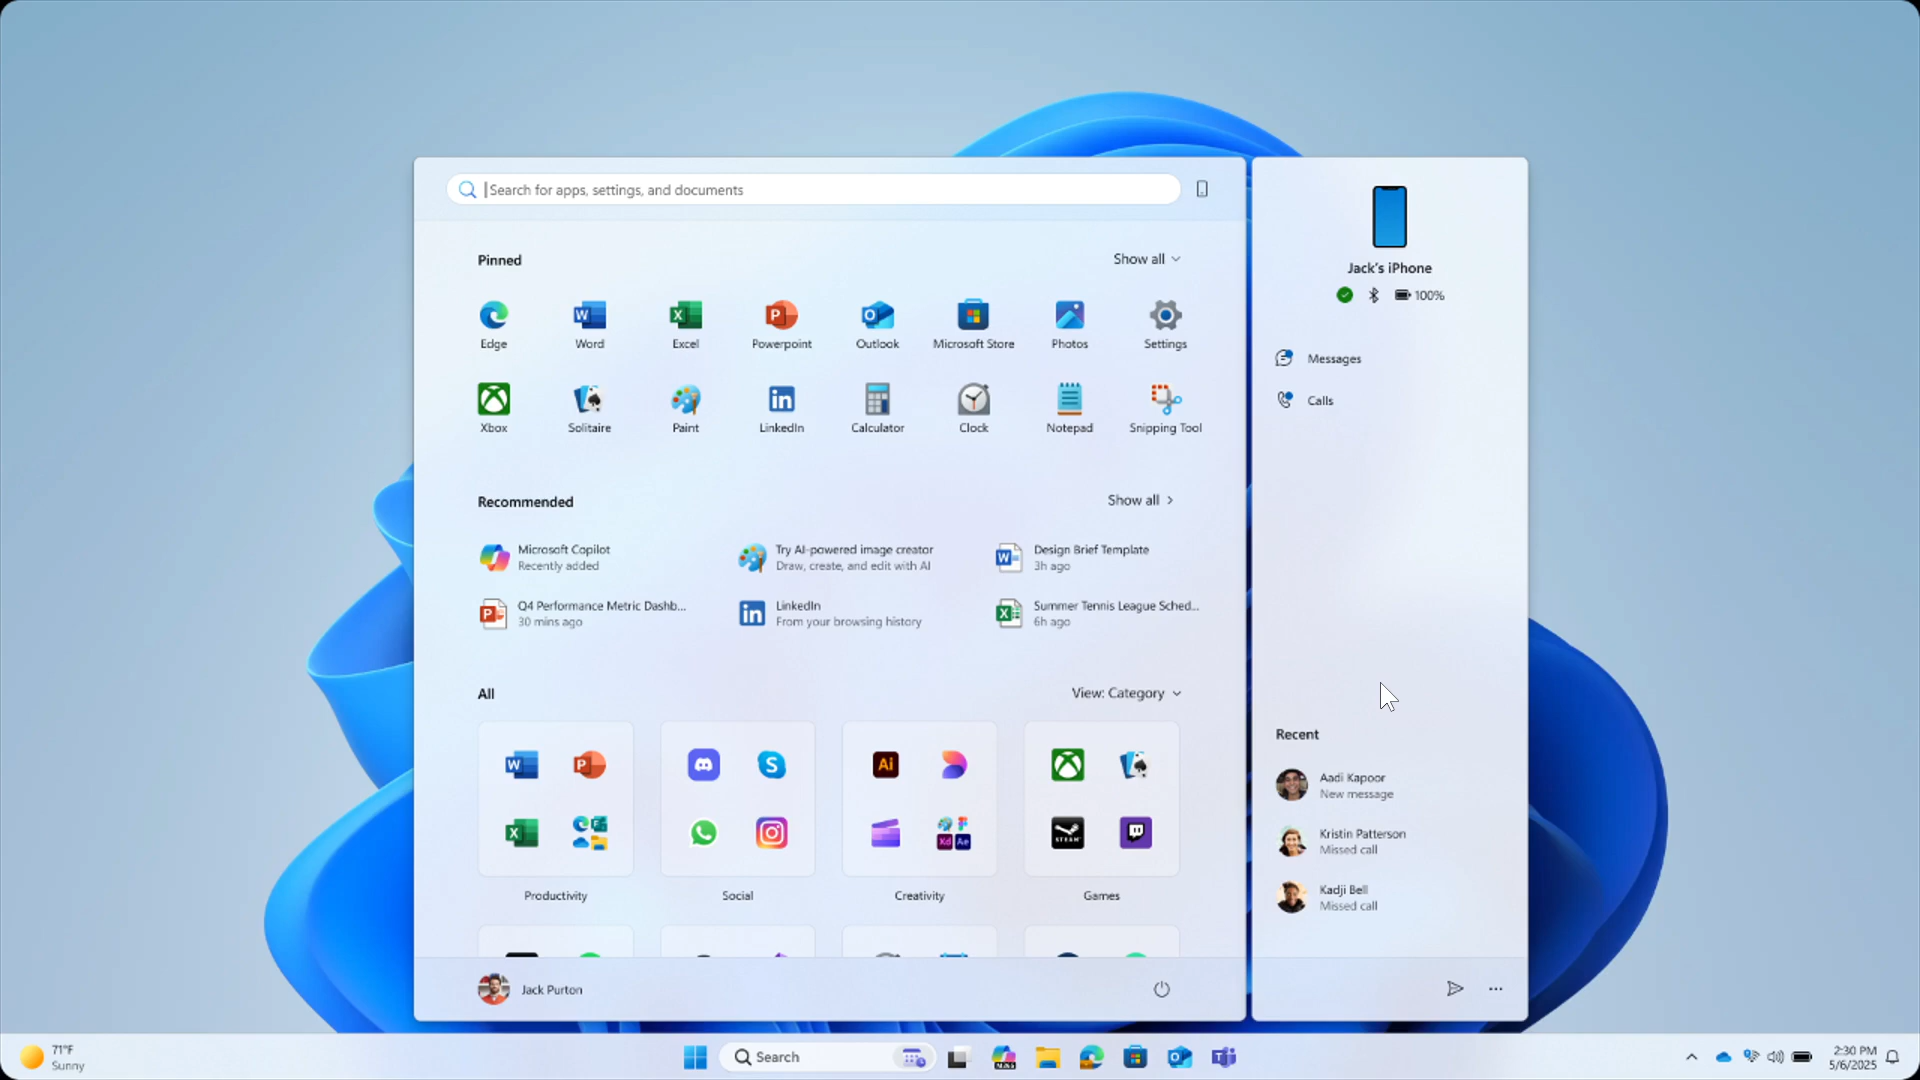 Search for apps, settings, and documents
Pinned
Show all
Edge
Word
Excel
Powerpoint
Outlook
Microsoft Store
Photos
Settings
Xbox
Solitaire
Paint
LinkedIn
Calculator
Clock
Notepad
Snipping Tool
Recommended
Show all
Microsoft Copilot
Recently added
Try AI-powered image creator
Draw, create, and edit with AI
Design Brief Template
3h ago
Q4 Performance Metric Dashb...
30 mins ago
LinkedIn
From your browsing history
Summer Tennis League Sched...
6h ago
All
View: Category
Productivity
Social
Creativity
Games
Jack Purton
Jack's iPhone
100%
Messages
Calls
Recent
Aadi Kapoor
New message
Kristin Patterson
Missed call
Kadji Bell
Missed call
71°F
Sunny
Search
2:30 PM
5/6/2025